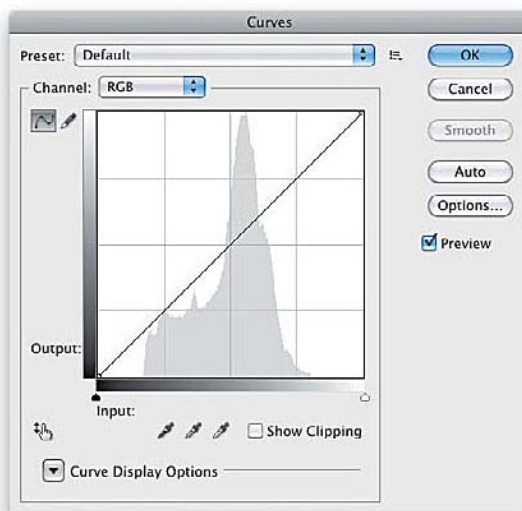 Curves
Preset: Default
OK
Channel: RGB
Cancel
Smooth
Auto
Options...
Preview
Output:
Input:
Show Clipping
Curve Display Options